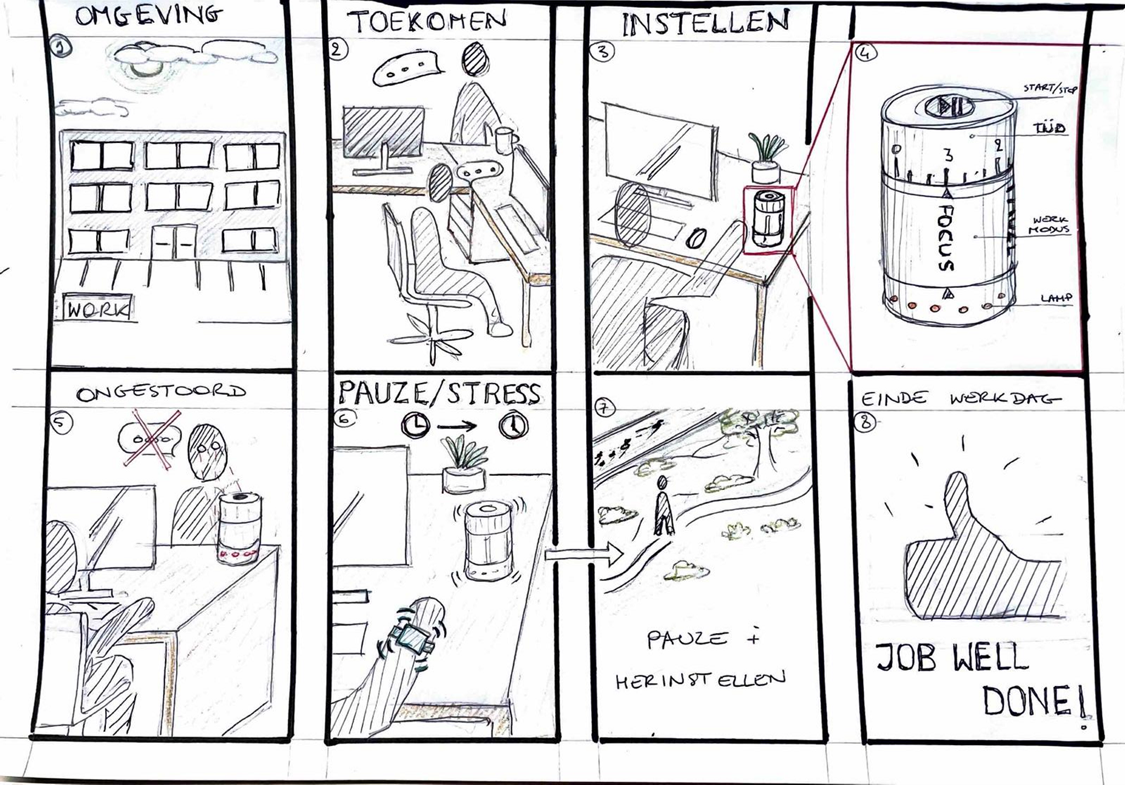 OMGEVING
1
WORK
TOEKOMEN
2
INSTELLEN
3
4
START/STOP
TIJD
0
3
2
FOCUS
WERK
MODUS
LAMP
ONGESTOORD
5
PAUZE/STRESS
6
7
PAUZE +
HERINSTELLEN
EINDE WERKDAG
8
JOB WELL
DONE!